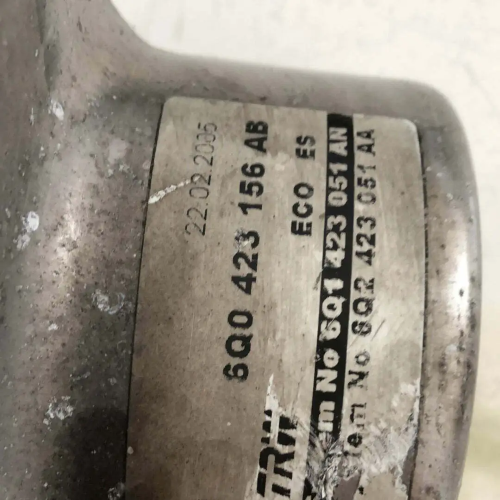 22.02.2005
6Q0 423 156 AB
TRW ECO ES
No 6Q1 423 051 AN
No 6Q2 423 051 AA